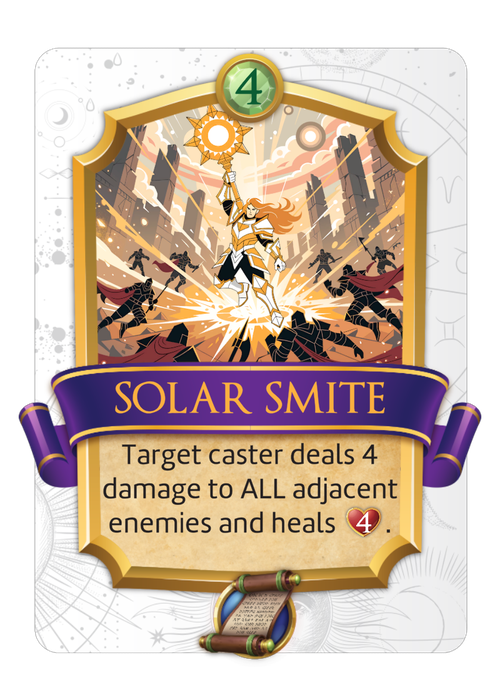 4
SOLAR SMITE
Target caster deals 4
damage to ALL adjacent
enemies and heals 4.